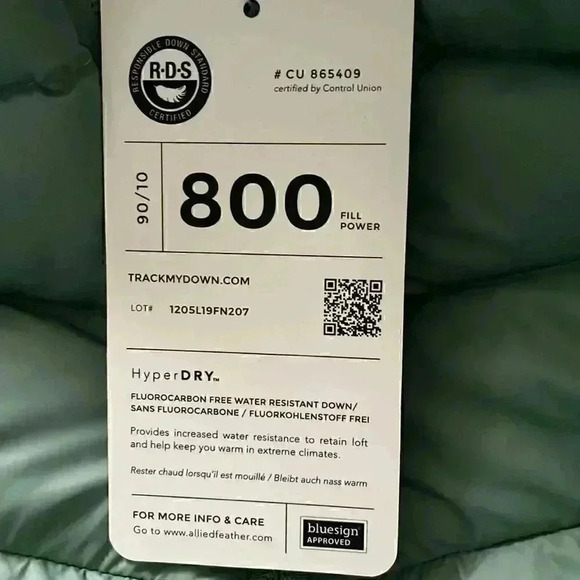 RESPONSIBLE DOWN STANDARD
R·D·S
CERTIFIED
# CU 865409
certified by Control Union
90/10
800
FILL
POWER
TRACKMYDOWN.COM
LOT# 1205L19FN207
HyperDRY™
FLUOROCARBON FREE WATER RESISTANT DOWN/
SANS FLUOROCARBONE / FLUORKOHLENSTOFF FREI
Provides increased water resistance to retain loft
and help keep you warm in extreme climates.
Rester chaud lorsqu'il est mouillé / Bleibt auch nass warm
FOR MORE INFO & CARE
Go to www.alliedfeather.com
bluesign®
APPROVED